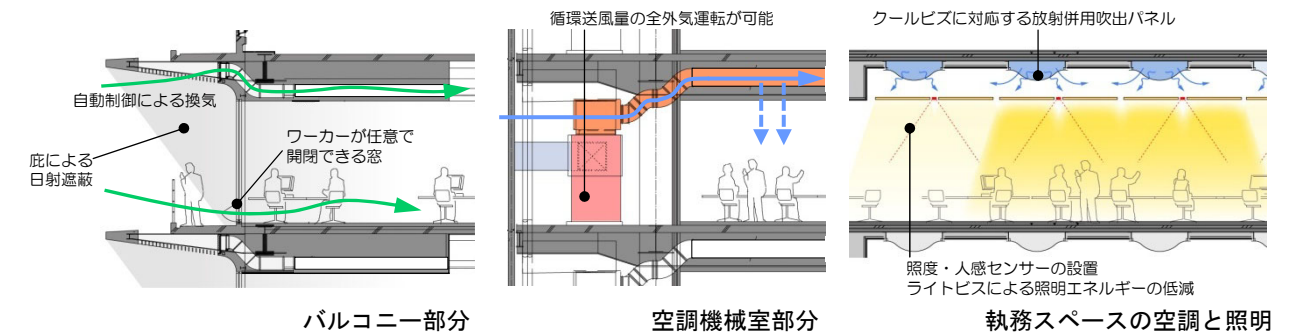 自動制御による換気
ワーカーが任意で
開閉できる窓
庇による
日射遮蔽
バルコニー部分
循環送風量の全外気運転が可能
空調機械室部分
クールビズに対応する放射併用吹出パネル
照度・人感センサーの設置
ライトビスによる照明エネルギーの低減
執務スペースの空調と照明